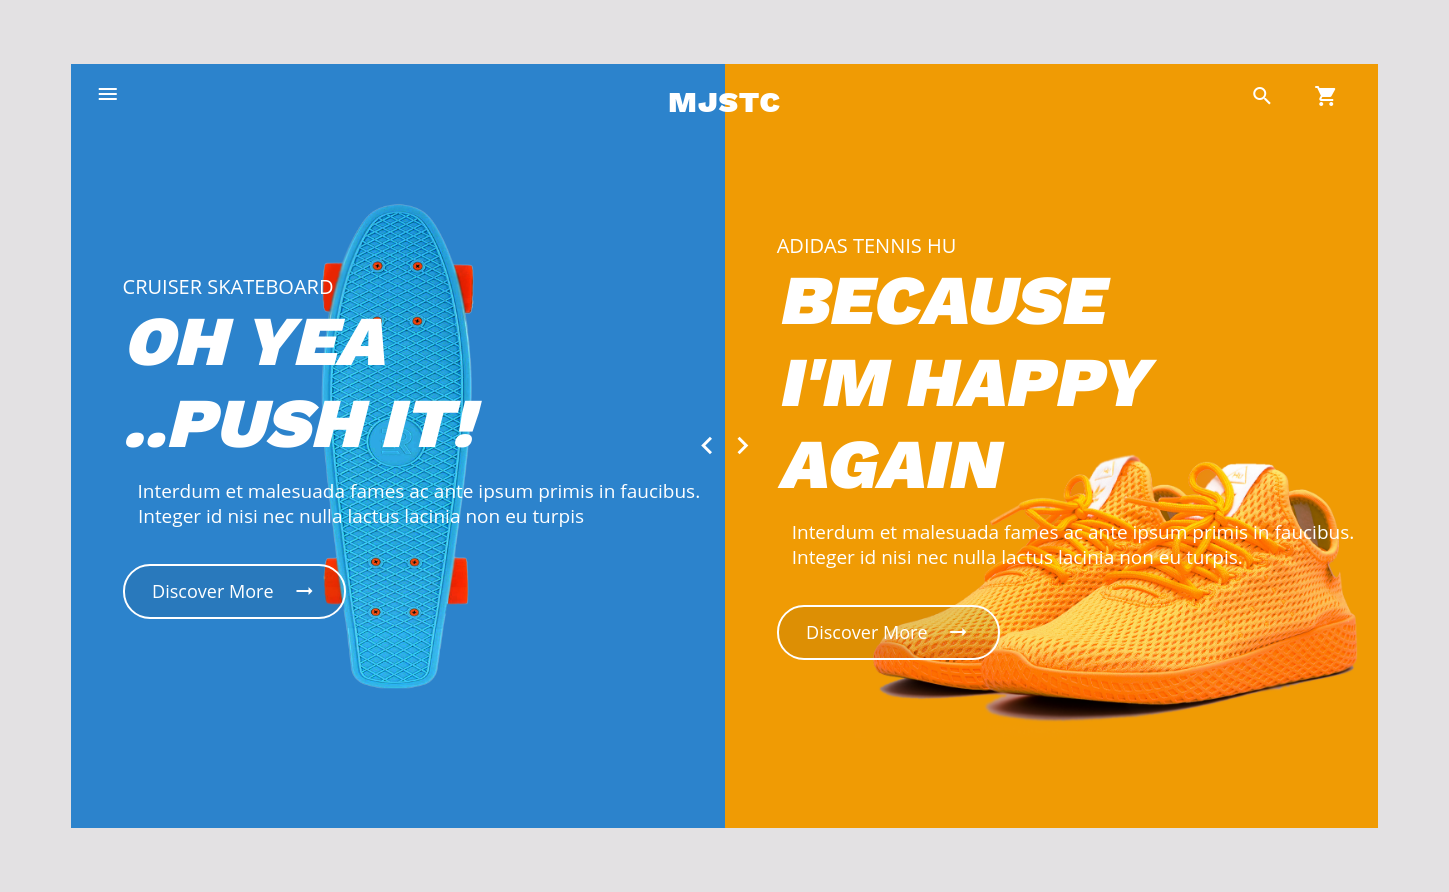 MJSTC
CRUISER SKATEBOARD
OH YEA
..PUSH IT!
Interdum et malesuada fames ac ante ipsum primis in faucibus.
Integer id nisi nec nulla lactus lacinia non eu turpis
Discover More
ADIDAS TENNIS HU
BECAUSE
I'M HAPPY
AGAIN
Interdum et malesuada fames ac ante ipsum primis in faucibus.
Integer id nisi nec nulla lactus lacinia non eu turpis.
Discover More